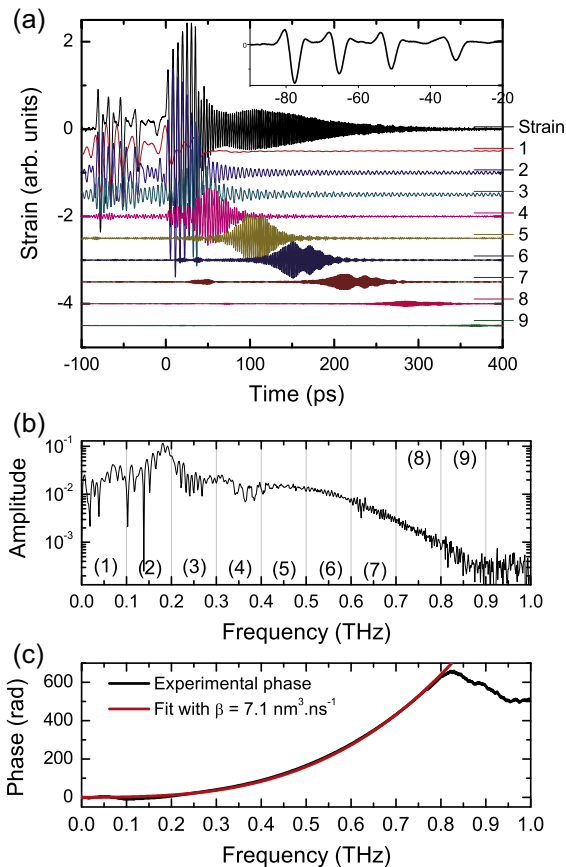 (a)
2
0
-2
-4
Strain (arb. units)
0
-80
-60
-40
-20
Strain
1
2
3
4
5
6
7
8
9
-100
0
100
200
300
400
Time (ps)
(b)
10-1
10-3
Amplitude
(8)
(9)
(1)
(2)
(3)
(4)
(5)
(6)
(7)
0.0 0.1 0.2 0.3 0.4 0.5 0.6 0.7 0.8 0.9 1.0
Frequency (THz)
(c)
600
400
200
0
Phase (rad)
Experimental phase
Fit with β = 7.1 nm³.ns⁻¹
0.0 0.1 0.2 0.3 0.4 0.5 0.6 0.7 0.8 0.9 1.0
Frequency (THz)